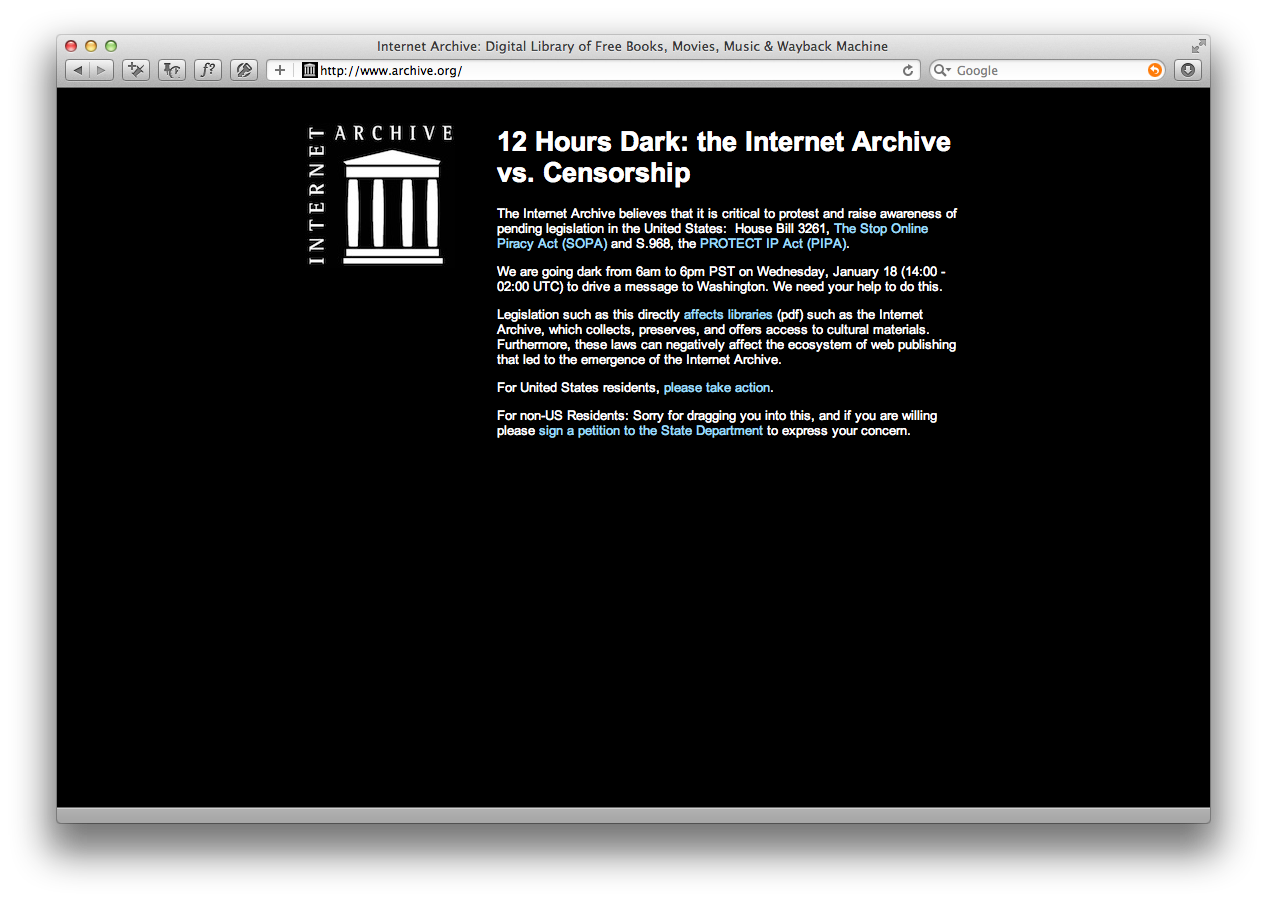 Internet Archive: Digital Library of Free Books, Movies, Music & Wayback Machine
f?
http://www.archive.org/
Google
INTERNET
ARCHIVE
12 Hours Dark: the Internet Archive
vs. Censorship
The Internet Archive believes that it is critical to protest and raise awareness of
pending legislation in the United States:  House Bill 3261, The Stop Online
Piracy Act (SOPA) and S.968, the PROTECT IP Act (PIPA).
We are going dark from 6am to 6pm PST on Wednesday, January 18 (14:00 -
02:00 UTC) to drive a message to Washington. We need your help to do this.
Legislation such as this directly affects libraries (pdf) such as the Internet
Archive, which collects, preserves, and offers access to cultural materials.
Furthermore, these laws can negatively affect the ecosystem of web publishing
that led to the emergence of the Internet Archive.
For United States residents, please take action.
For non-US Residents: Sorry for dragging you into this, and if you are willing
please sign a petition to the State Department to express your concern.